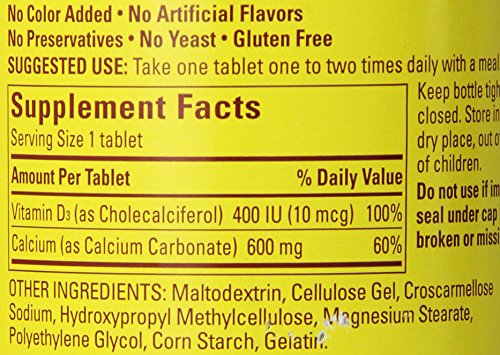 No Color Added • No Artificial Flavors
No Preservatives • No Yeast • Gluten Free
SUGGESTED USE: Take one tablet one to two times daily with a meal
Supplement Facts
Serving Size 1 tablet
Amount Per Tablet % Daily Value
Vitamin D3 (as Cholecalciferol) 400 IU (10 mcg) 100%
Calcium (as Calcium Carbonate) 600 mg 60%
OTHER INGREDIENTS: Maltodextrin, Cellulose Gel, Croscarmellose
Sodium, Hydroxypropyl Methylcellulose, Magnesium Stearate,
Polyethylene Glycol, Corn Starch, Gelatin.
Keep bottle
closed. Store in
dry place, out
of children.
Do not use if
seal under cap
broken or